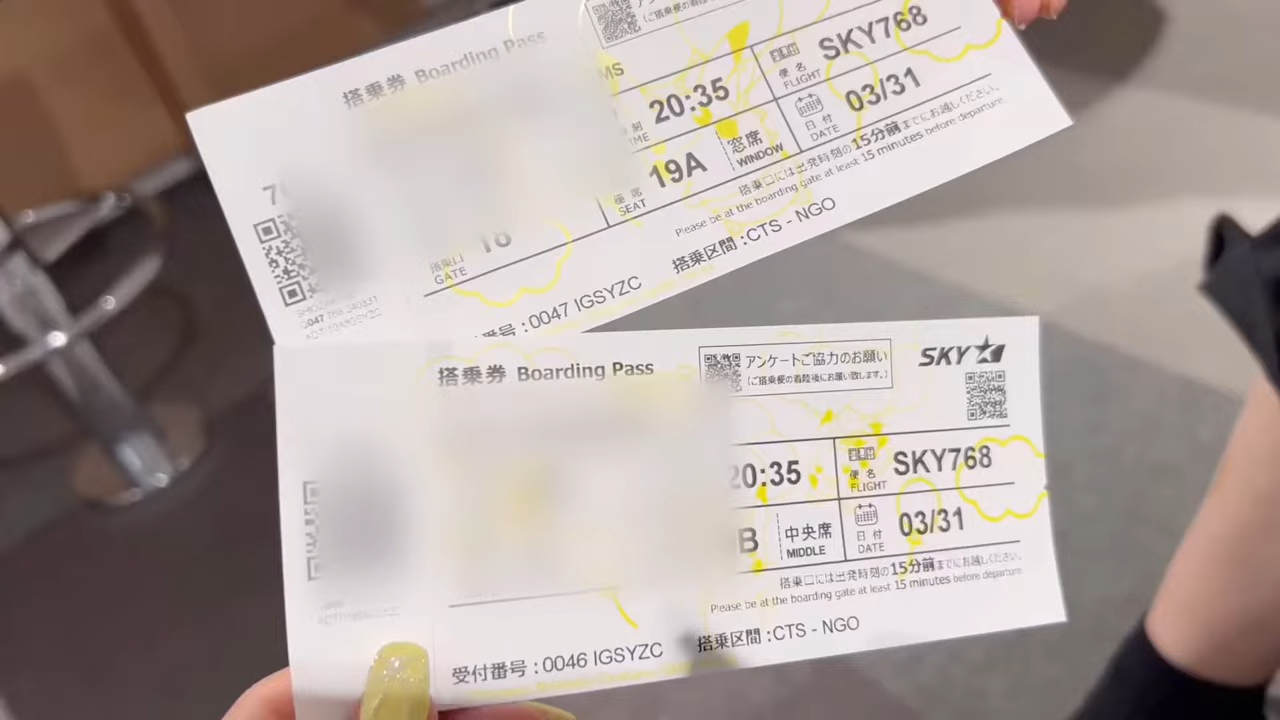 搭乗券 Boarding Pass
(ご搭乗便の
MS
20:35
便名
FLIGHT
SKY768
日付
DATE
03/31
座席
SEAT
19A
窓席
WINDOW
搭乗口には出発時刻の15分前までにお越しください。
Please be at the boarding gate at least 15 minutes before departure.
搭乗口
GATE
18
番号 : 0047 IGSYZC
搭乗区間 : CTS - NGO
搭乗券 Boarding Pass
アンケートご協力のお願い
(ご搭乗便の着陸後にお願い致します。)
SKY
20:35
便名
FLIGHT
SKY768
B
中央席
MIDDLE
日付
DATE
03/31
搭乗口には出発時刻の15分前までにお越しください。
Please be at the boarding gate at least 15 minutes before departure.
受付番号 : 0046 IGSYZC
搭乗区間 : CTS - NGO